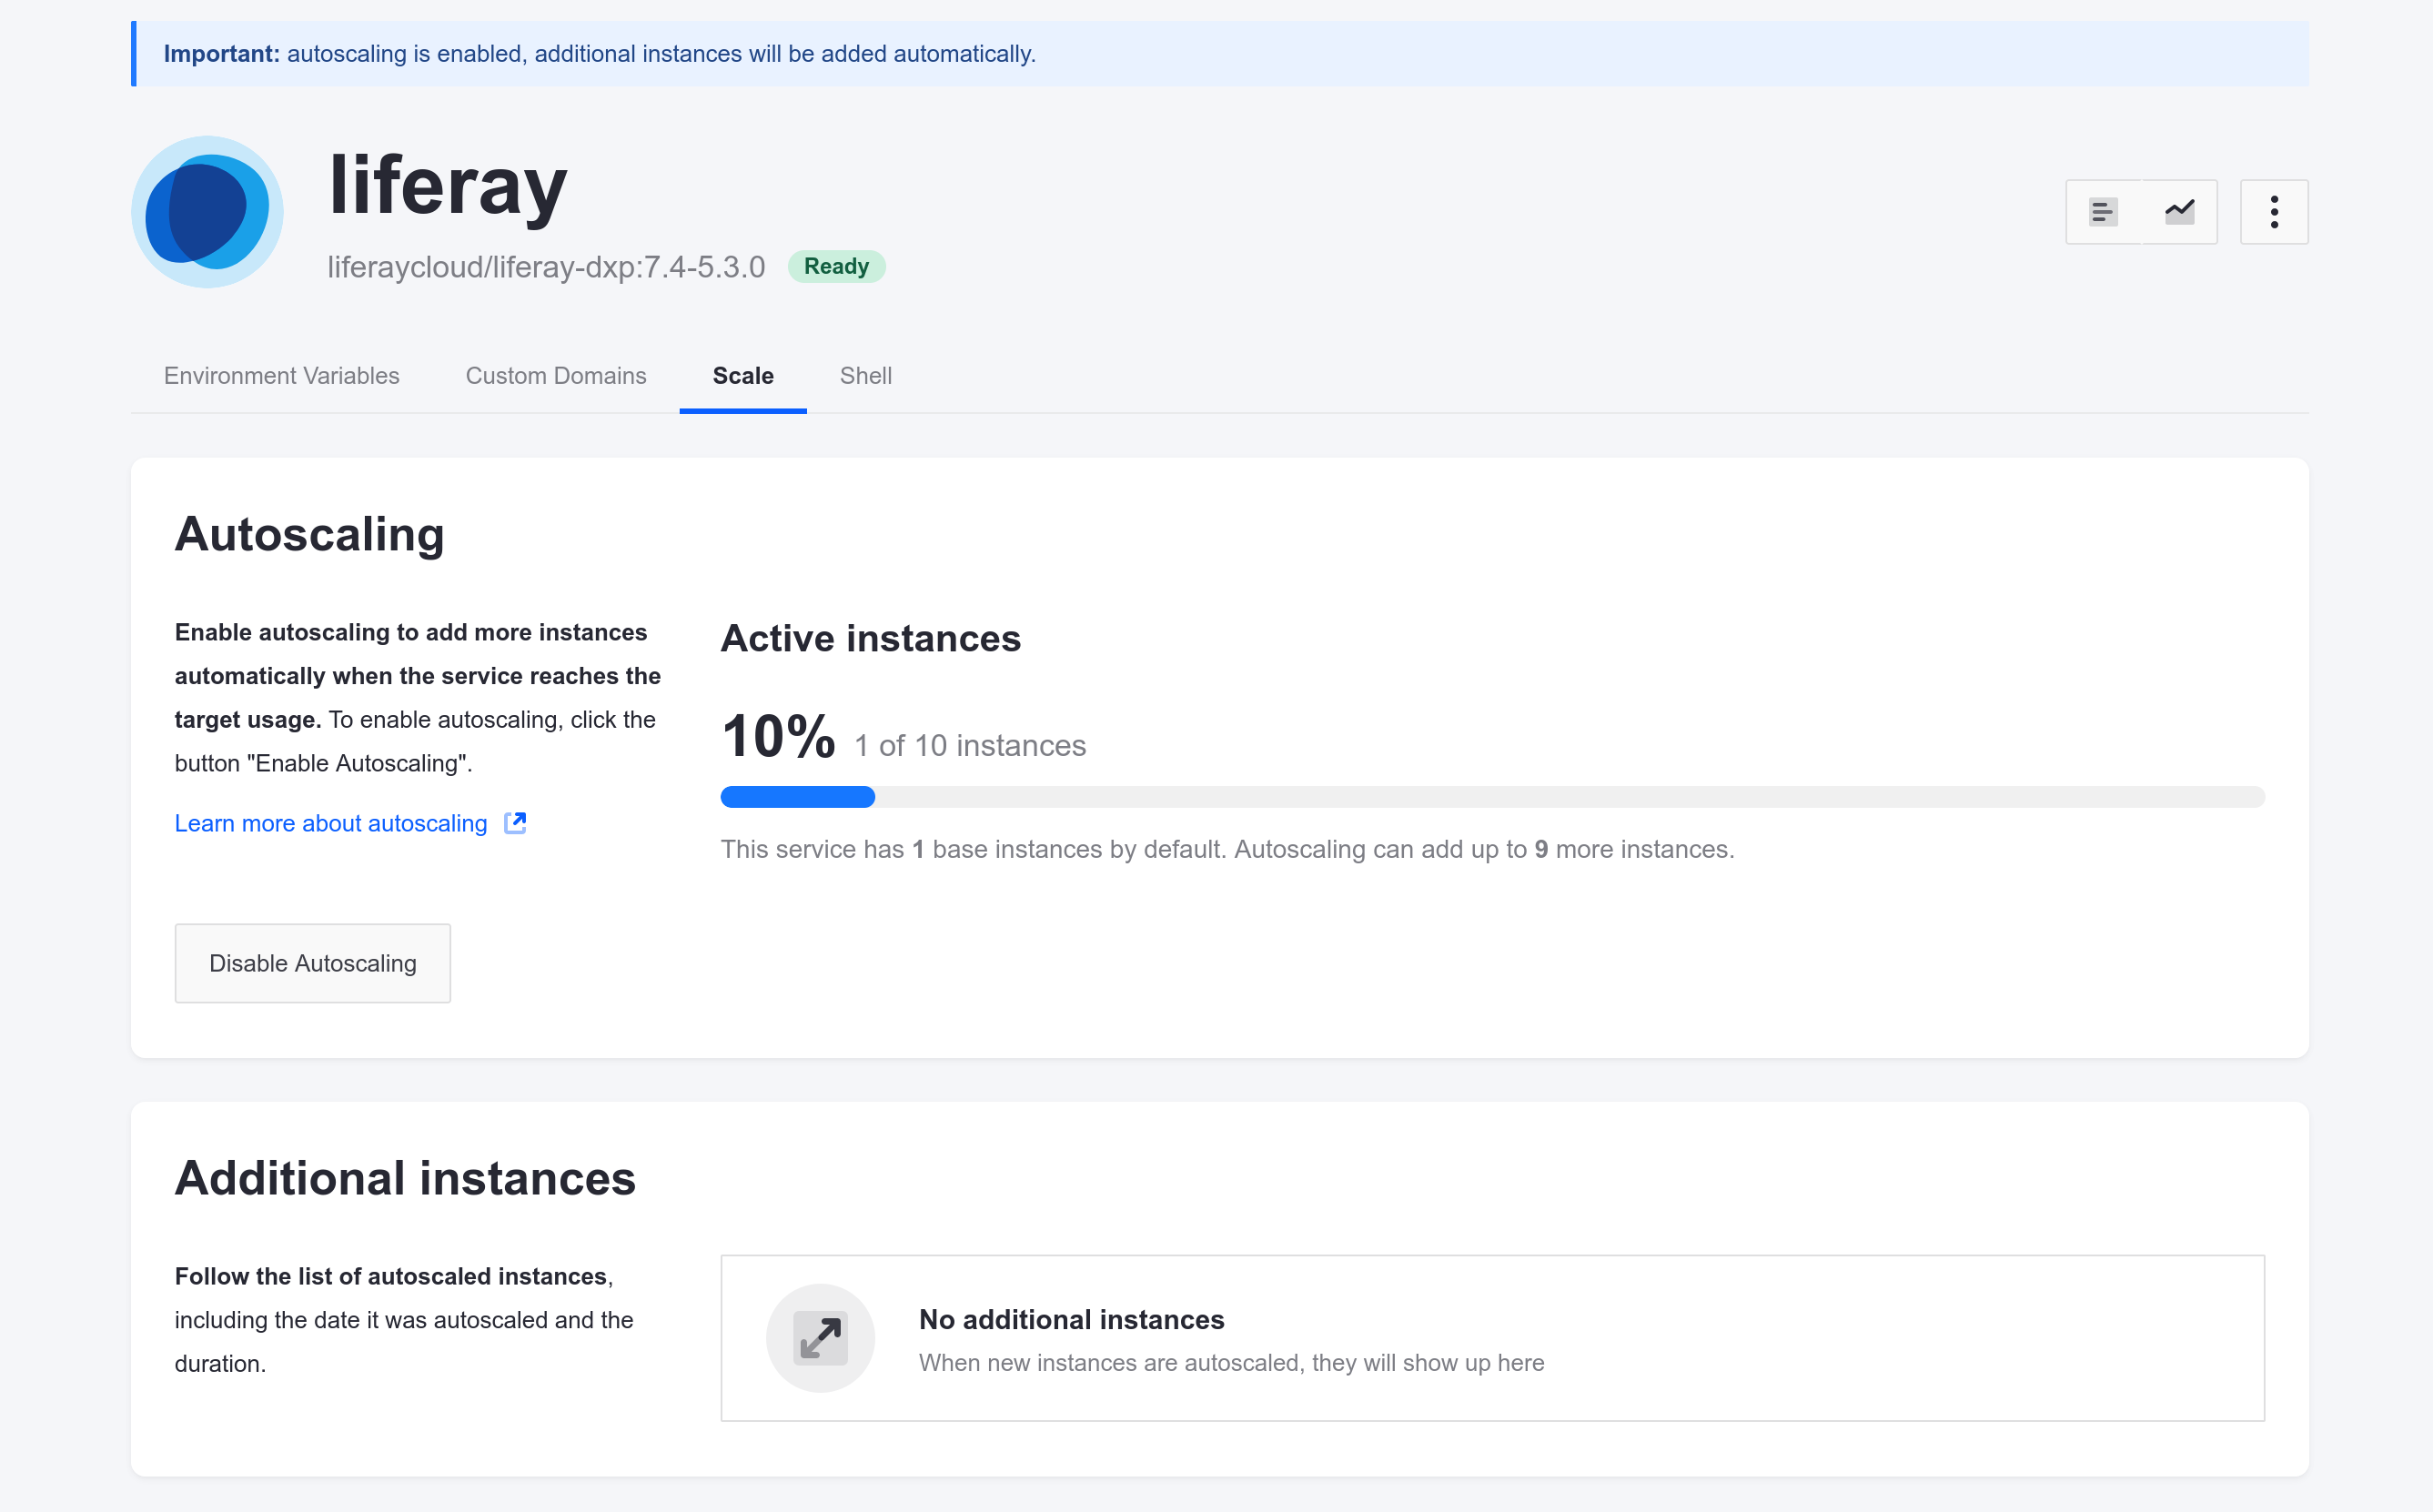 Important: autoscaling is enabled, additional instances will be added automatically.
liferay
liferaycloud/liferay-dxp:7.4-5.3.0 Ready
Environment Variables Custom Domains Scale Shell
Autoscaling
Enable autoscaling to add more instances
automatically when the service reaches the
target usage. To enable autoscaling, click the
button "Enable Autoscaling".
Learn more about autoscaling
Disable Autoscaling
Active instances
10% 1 of 10 instances
This service has 1 base instances by default. Autoscaling can add up to 9 more instances.
Additional instances
Follow the list of autoscaled instances,
including the date it was autoscaled and the
duration.
No additional instances
When new instances are autoscaled, they will show up here